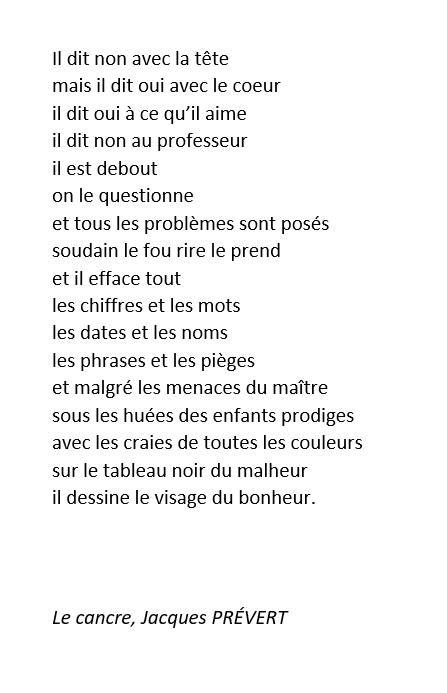 Il dit non avec la tête
mais il dit oui avec le coeur
il dit oui à ce qu’il aime
il dit non au professeur
il est debout
on le questionne
et tous les problèmes sont posés
soudain le fou rire le prend
et il efface tout
les chiffres et les mots
les dates et les noms
les phrases et les pièges
et malgré les menaces du maître
sous les huées des enfants prodiges
avec les craies de toutes les couleurs
sur le tableau noir du malheur
il dessine le visage du bonheur.
Le cancre, Jacques PRÉVERT